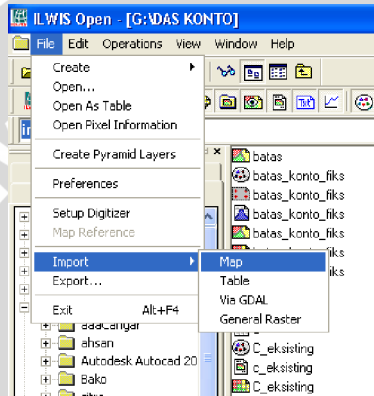 ILWIS Open - [G:\DAS KONTO]
File Edit Operations View Window Help
Create
Open...
Open As Table
Open Pixel Information
Create Pyramid Layers
Preferences
Setup Digitizer
Map Reference
Import
Export...
Exit Alt+F4
Map
Table
Via GDAL
General Raster
batas
batas_konto_fiks
batas_konto_fiks
batas_konto_fiks
batas_konto_fiks
aaacangar
ahsan
Autodesk Autocad 20
Bako
C_eksisting
c_eksisting
C_eksisting